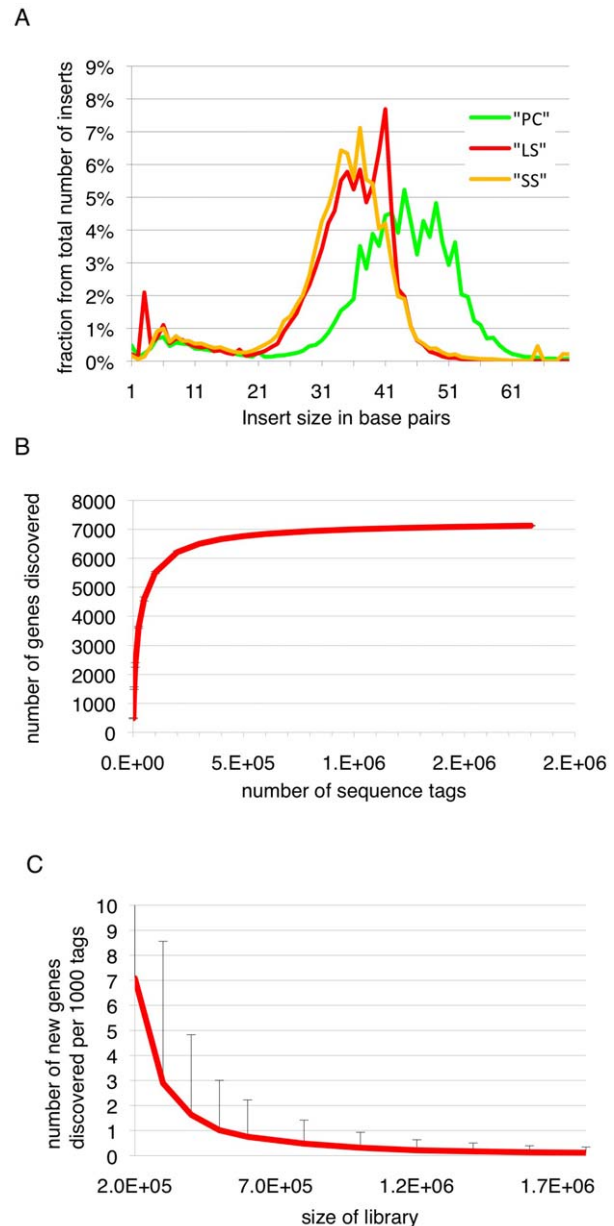 A
9%
8%
7%
6%
5%
4%
3%
2%
1%
0%
fraction from total number of inserts
"PC"
"LS"
"SS"
1 11 21 31 41 51 61
Insert size in base pairs
B
8000
7000
6000
5000
4000
3000
2000
1000
0
number of genes discovered
0.E+00 5.E+05 1.E+06 2.E+06 2.E+06
number of sequence tags
C
10
9
8
7
6
5
4
3
2
1
0
number of new genes
discovered per 1000 tags
2.0E+05 7.0E+05 1.2E+06 1.7E+06
size of library